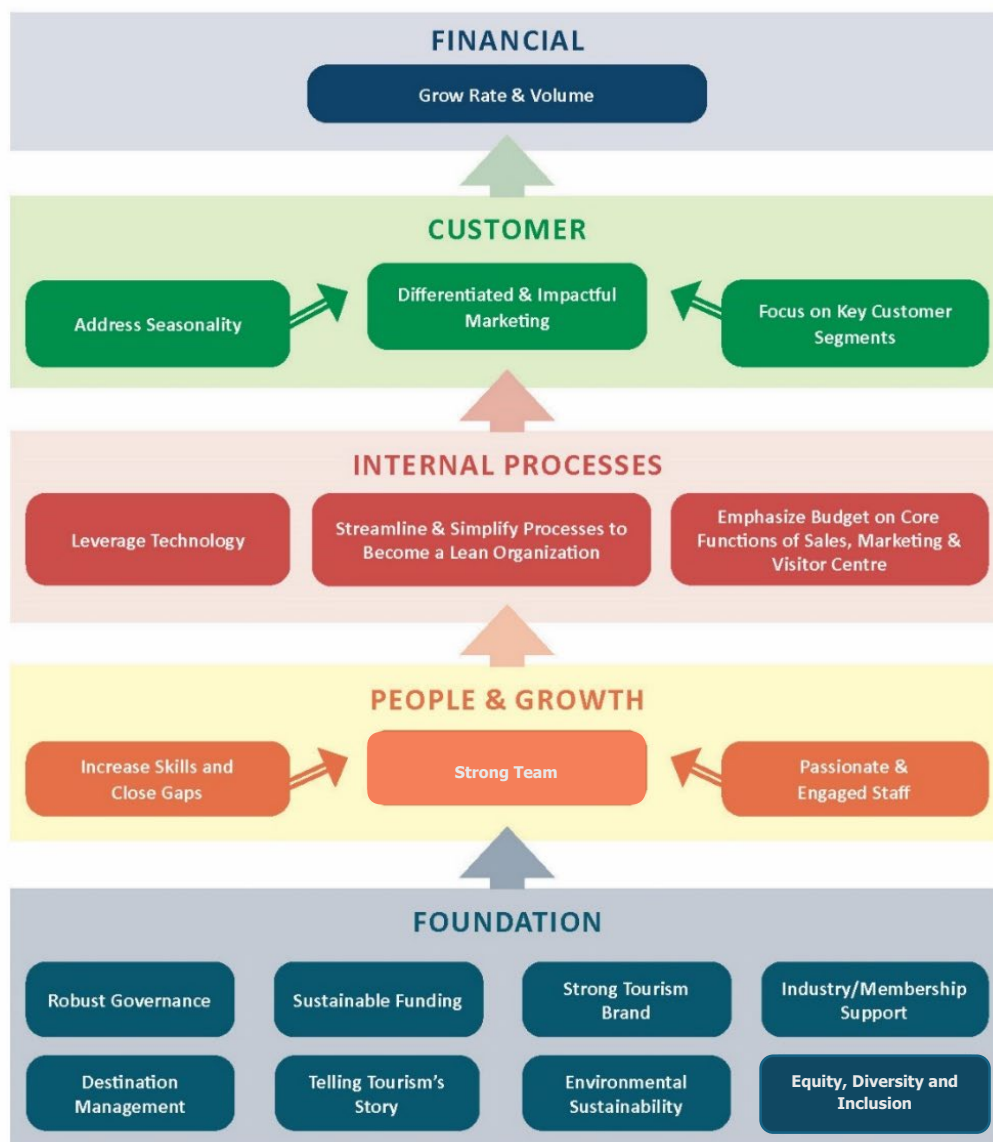 FINANCIAL
Grow Rate & Volume
CUSTOMER
Address Seasonality
Differentiated & Impactful
Marketing
Focus on Key Customer
Segments
INTERNAL PROCESSES
Leverage Technology
Streamline & Simplify Processes to
Become a Lean Organization
Emphasize Budget on Core
Functions of Sales, Marketing &
Visitor Centre
PEOPLE & GROWTH
Increase Skills and
Close Gaps
Strong Team
Passionate &
Engaged Staff
FOUNDATION
Robust Governance
Sustainable Funding
Strong Tourism
Brand
Industry/Membership
Support
Destination
Management
Telling Tourism's
Story
Environmental
Sustainability
Equity, Diversity and
Inclusion